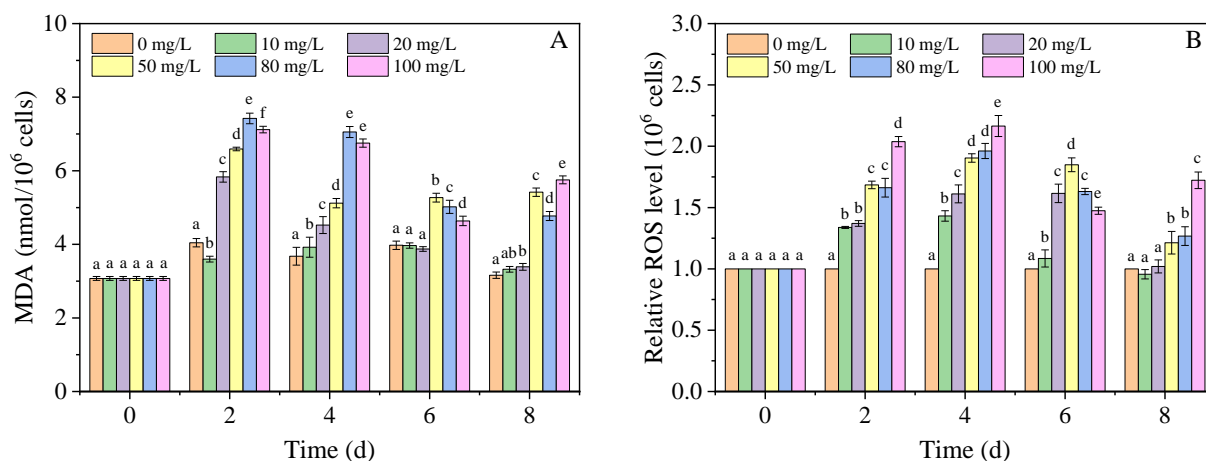 A
0 mg/L 10 mg/L 20 mg/L
50 mg/L 80 mg/L 100 mg/L
MDA (nmol/10⁶ cells)
10
8
6
4
2
0
a a a a a a
a b c d e f
a b c d e e
a a a b c d
a ab b c d e
0 2 4 6 8
Time (d)
B
0 mg/L 10 mg/L 20 mg/L
50 mg/L 80 mg/L 100 mg/L
Relative ROS level (10⁶ cells)
3.0
2.5
2.0
1.5
1.0
0.5
0.0
a a a a a a
a b b c c d
a b c d d e
a b c d c e
a a a b b c
0 2 4 6 8
Time (d)